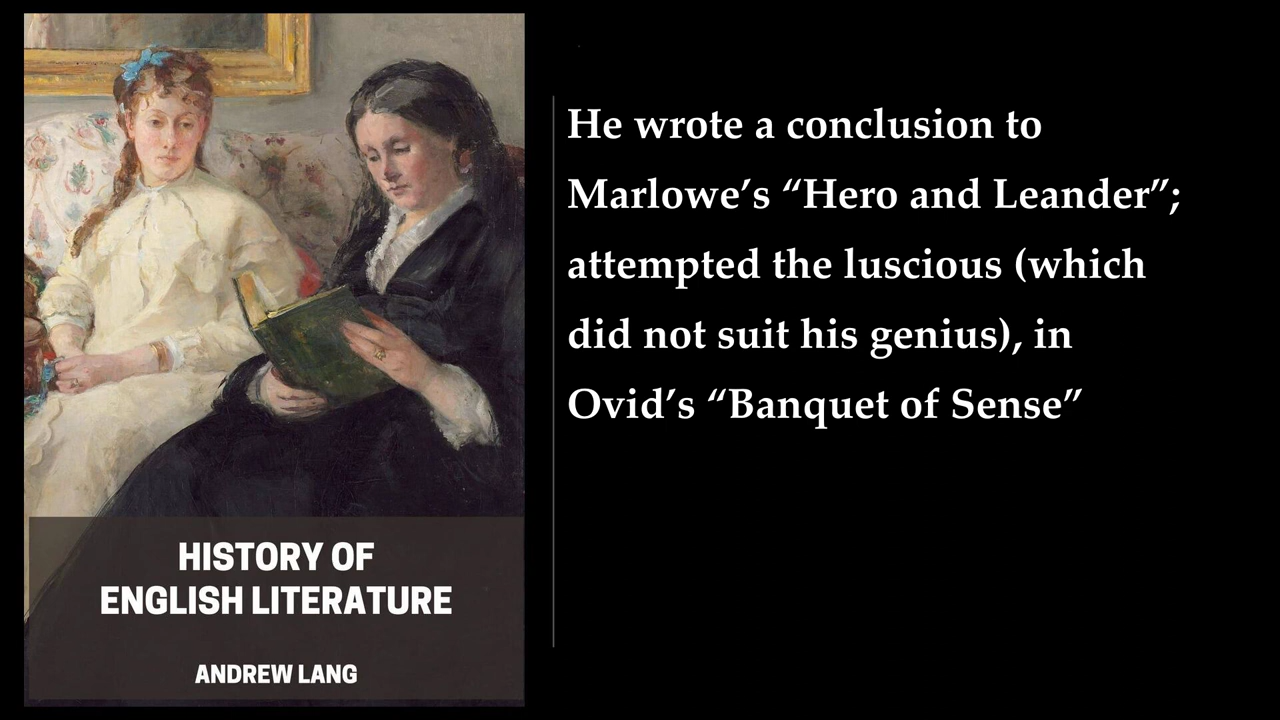 He wrote a conclusion to
Marlowe’s “Hero and Leander”;
attempted the luscious (which
did not suit his genius), in
Ovid’s “Banquet of Sense”
HISTORY OF
ENGLISH LITERATURE
ANDREW LANG